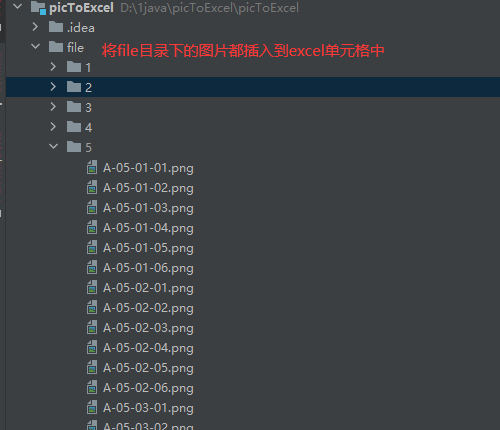 picToExcel D:\1java\picToExcel\picToExcel
.idea
file 将file目录下的图片都插入到excel单元格中
1
2
3
4
5
A-05-01-01.png
A-05-01-02.png
A-05-01-03.png
A-05-01-04.png
A-05-01-05.png
A-05-01-06.png
A-05-02-01.png
A-05-02-02.png
A-05-02-03.png
A-05-02-04.png
A-05-02-05.png
A-05-02-06.png
A-05-03-01.png
A-05-03-02.png